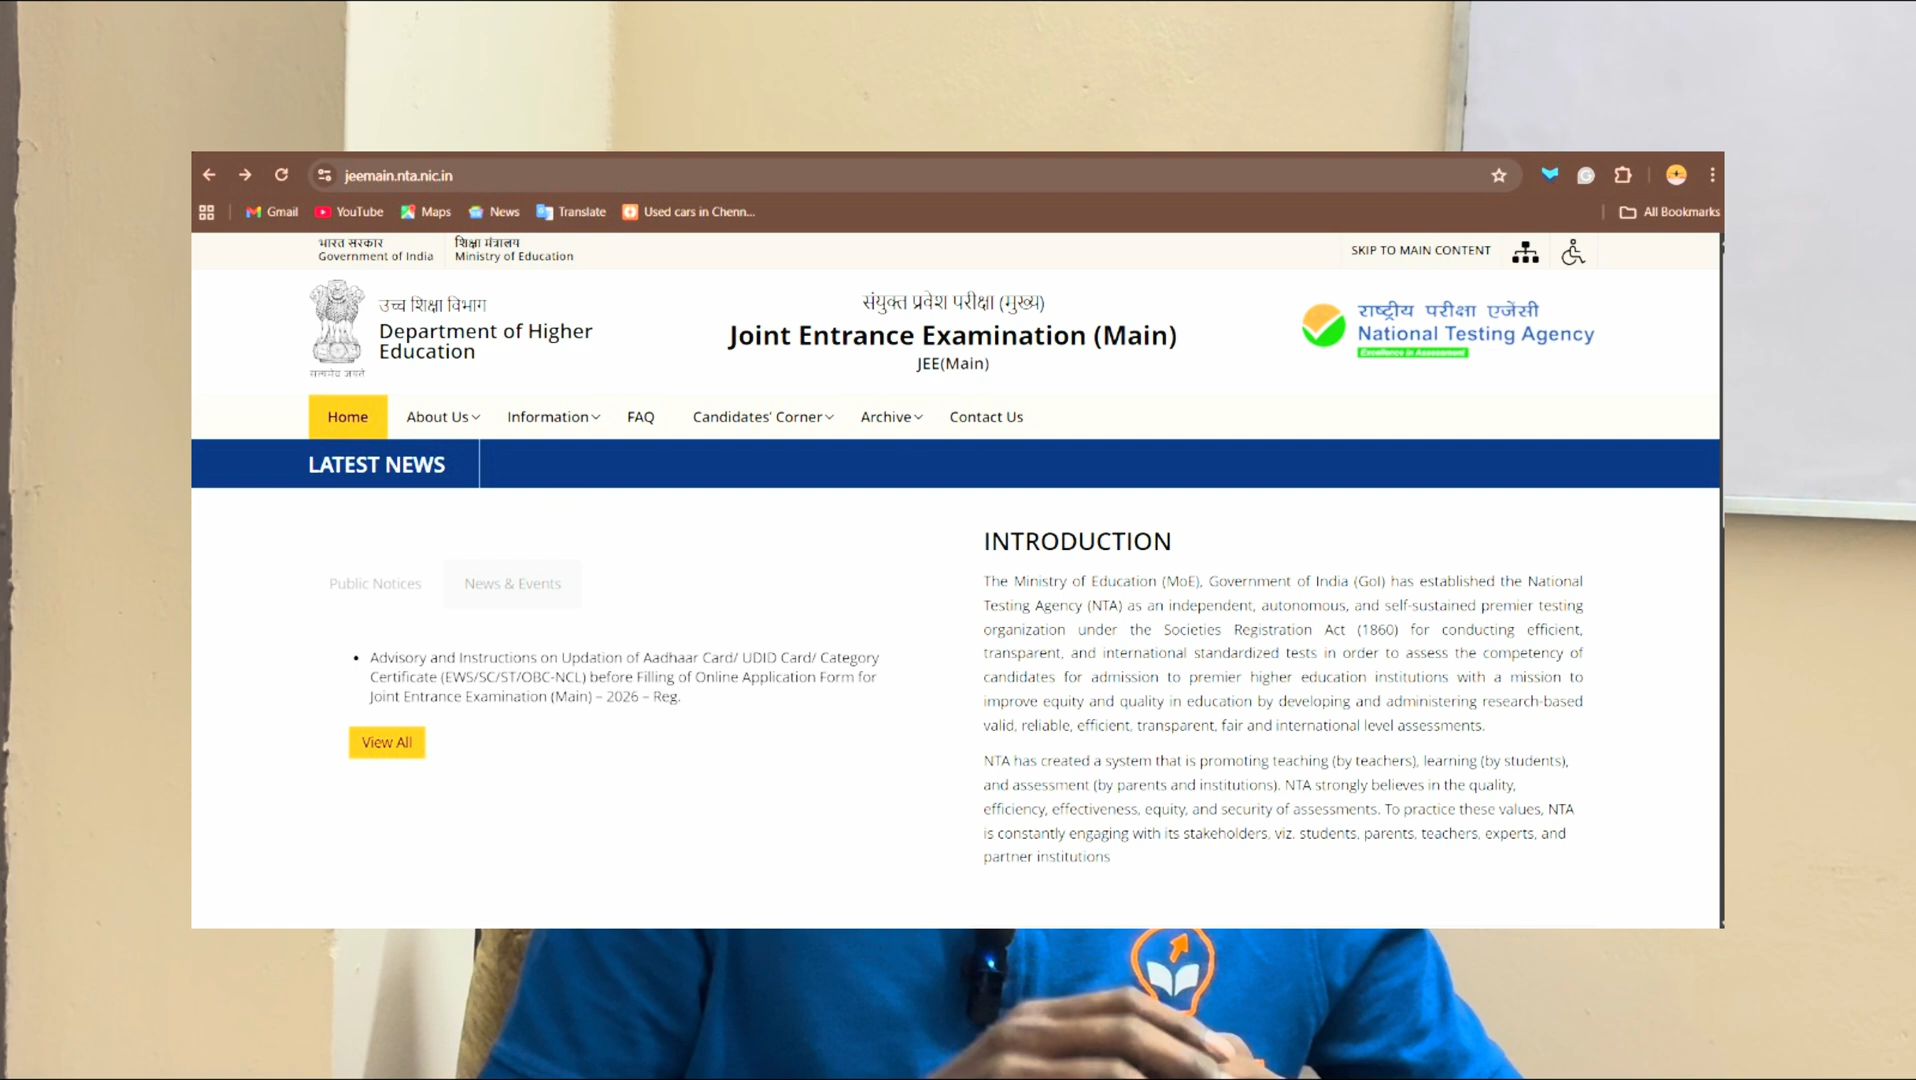 jeemain.nta.nic.in
Gmail
YouTube
Maps
News
Translate
Used cars in Chenn...
All Bookmarks
भारत सरकार
Government of India
शिक्षा मंत्रालय
Ministry of Education
SKIP TO MAIN CONTENT
सत्यमेव जयते
उच्च शिक्षा विभाग
Department of Higher
Education
संयुक्त प्रवेश परीक्षा (मुख्य)
Joint Entrance Examination (Main)
JEE(Main)
राष्ट्रीय परीक्षा एजेंसी
National Testing Agency
Excellence in Assessment
Home
About Us
Information
FAQ
Candidates' Corner
Archive
Contact Us
LATEST NEWS
Public Notices
News & Events
Advisory and Instructions on Updation of Aadhaar Card/ UDID Card/ Category
Certificate (EWS/SC/ST/OBC-NCL) before Filling of Online Application Form for
Joint Entrance Examination (Main) – 2026 – Reg.
View All
INTRODUCTION
The Ministry of Education (MoE), Government of India (GoI) has established the National
Testing Agency (NTA) as an independent, autonomous, and self-sustained premier testing
organization under the Societies Registration Act (1860) for conducting efficient,
transparent, and international standardized tests in order to assess the competency of
candidates for admission to premier higher education institutions with a mission to
improve equity and quality in education by developing and administering research-based
valid, reliable, efficient, transparent, fair and international level assessments.
NTA has created a system that is promoting teaching (by teachers), learning (by students),
and assessment (by parents and institutions). NTA strongly believes in the quality,
efficiency, effectiveness, equity, and security of assessments. To practice these values, NTA
is constantly engaging with its stakeholders, viz. students, parents, teachers, experts, and
partner institutions